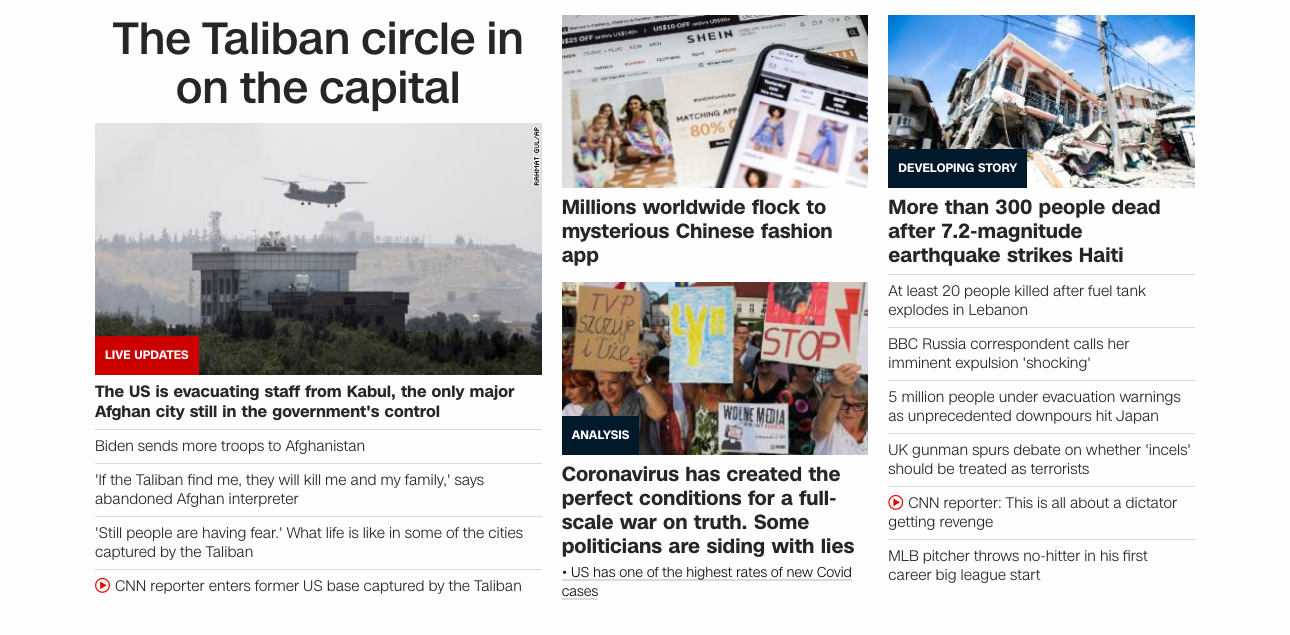 The Taliban circle in
on the capital
RAHMAT GUL/AP
LIVE UPDATES
The US is evacuating staff from Kabul, the only major
Afghan city still in the government's control
Biden sends more troops to Afghanistan
'If the Taliban find me, they will kill me and my family,' says
abandoned Afghan interpreter
'Still people are having fear.' What life is like in some of the cities
captured by the Taliban
CNN reporter enters former US base captured by the Taliban
$25 OFF
US$10 OFF
SHEIN
MATCHING
80%
Millions worldwide flock to
mysterious Chinese fashion
app
TVP
szczuje
i łże
tvn
STOP
WOLNE MEDIA
ANALYSIS
Coronavirus has created the
perfect conditions for a full-
scale war on truth. Some
politicians are siding with lies
• US has one of the highest rates of new Covid
cases
DEVELOPING STORY
More than 300 people dead
after 7.2-magnitude
earthquake strikes Haiti
At least 20 people killed after fuel tank
explodes in Lebanon
BBC Russia correspondent calls her
imminent expulsion 'shocking'
5 million people under evacuation warnings
as unprecedented downpours hit Japan
UK gunman spurs debate on whether 'incels'
should be treated as terrorists
CNN reporter: This is all about a dictator
getting revenge
MLB pitcher throws no-hitter in his first
career big league start